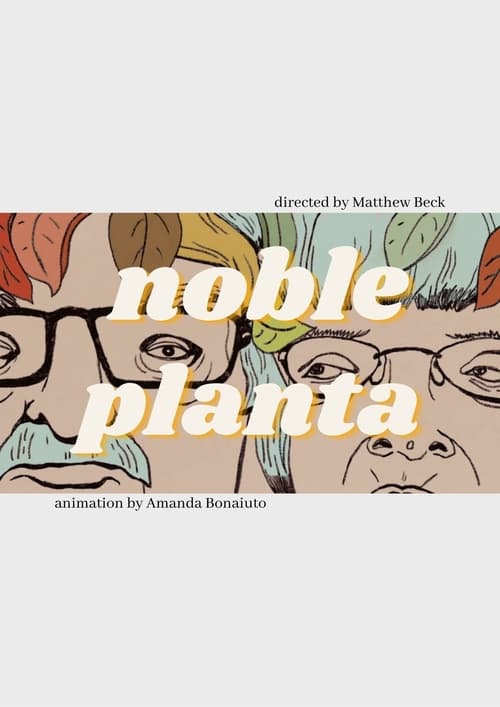 directed by Matthew Beck
noble
planta
animation by Amanda Bonaiuto